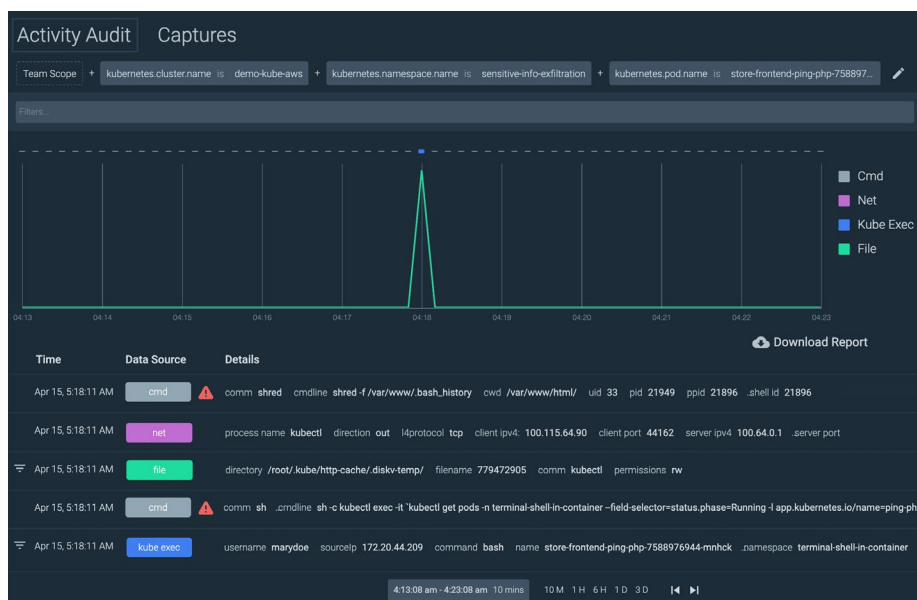 Activity Audit Captures
Team Scope + kubernetes.cluster.name is demo-kube-aws + kubernetes.namespace.name is sensitive-info-exfiltration + kubernetes.pod.name is store-frontend-ping-php-758897...
Filters...
Cmd
Net
Kube Exec
File
04:13 04:14 04:15 04:16 04:17 04:18 04:19 04:20 04:21 04:22 04:23
Download Report
Time Data Source Details
Apr 15, 5:18:11 AM cmd comm shred cmdline shred -f /var/www/.bash_history cwd /var/www/html/ uid 33 pid 21949 ppid 21896 .shell id 21896
Apr 15, 5:18:11 AM net process name kubectl direction out l4protocol tcp client ipv4: 100.115.64.90 client port 44162 server ipv4 100.64.0.1 .server port
Apr 15, 5:18:11 AM file directory /root/.kube/http-cache/.diskv-temp/ filename 779472905 comm kubectl permissions rw
Apr 15, 5:18:11 AM cmd comm sh .cmdline sh -c kubectl exec -it `kubectl get pods -n terminal-shell-in-container –field-selector=status.phase=Running -l app.kubernetes.io/name=ping-ph
Apr 15, 5:18:11 AM kube exec username marydoe sourceIp 172.20.44.209 command bash name store-frontend-ping-php-7588976944-mnhck .namespace terminal-shell-in-container
4:13:08 am - 4:23:08 am 10 mins 10 M 1 H 6 H 1 D 3 D